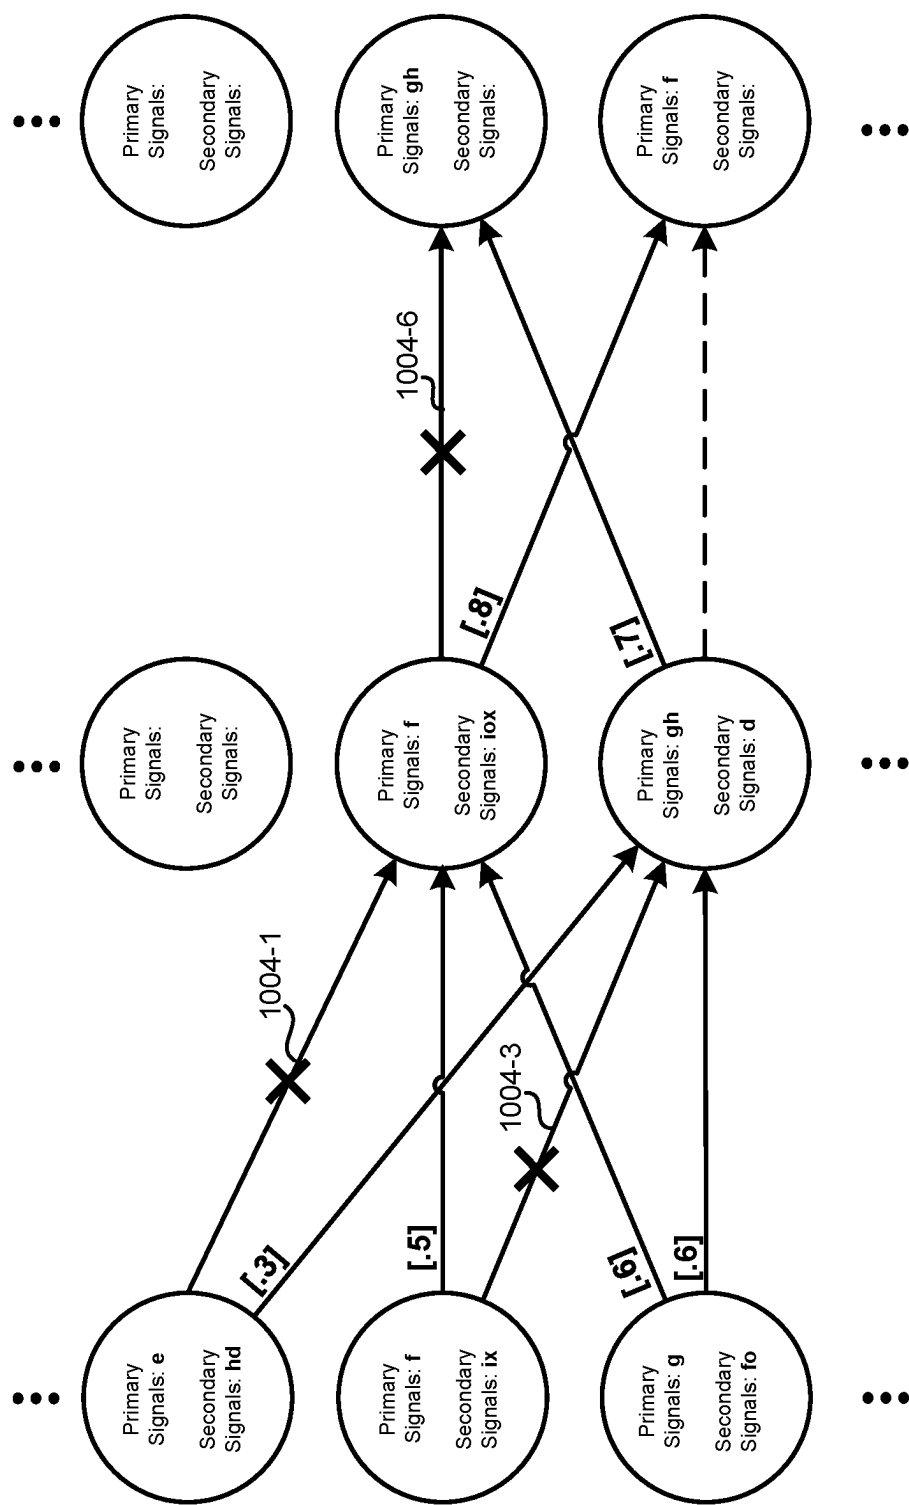 Primary
Signals: e
Secondary
Signals: hd
Primary
Signals:
Secondary
Signals:
Primary
Signals:
Secondary
Signals:
1004-1
[.3]
Primary
Signals: f
Secondary
Signals: ix
[.5]
Primary
Signals: f
Secondary
Signals: iox
1004-6
Primary
Signals: gh
Secondary
Signals:
1004-3
[.8]
Primary
Signals: g
Secondary
Signals: fo
[.6]
[.6]
Primary
Signals: gh
Secondary
Signals: d
[.7]
Primary
Signals: f
Secondary
Signals: